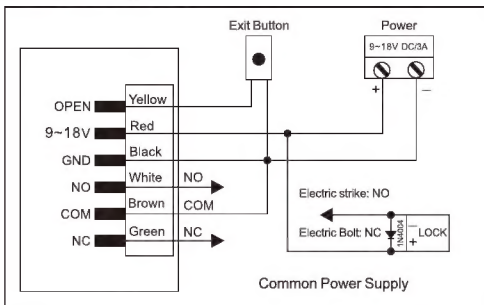 Exit Button
Power
9~18V DC/3A
+ −
OPEN Yellow
9~18V Red
GND Black
NO White NO
COM Brown COM
NC Green NC
Electric strike: NO
Electric Bolt: NC
1N4004
− + LOCK
Common Power Supply